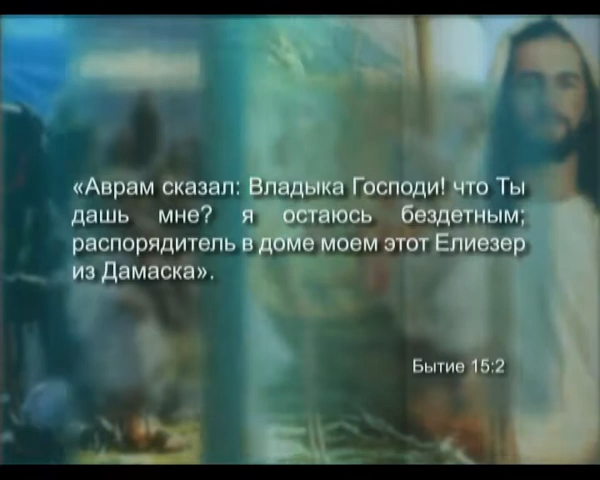 «Аврам сказал: Владыка Господи! что Ты
дашь мне? я остаюсь бездетным;
распорядитель в доме моем этот Елиезер
из Дамаска».
Бытие 15:2